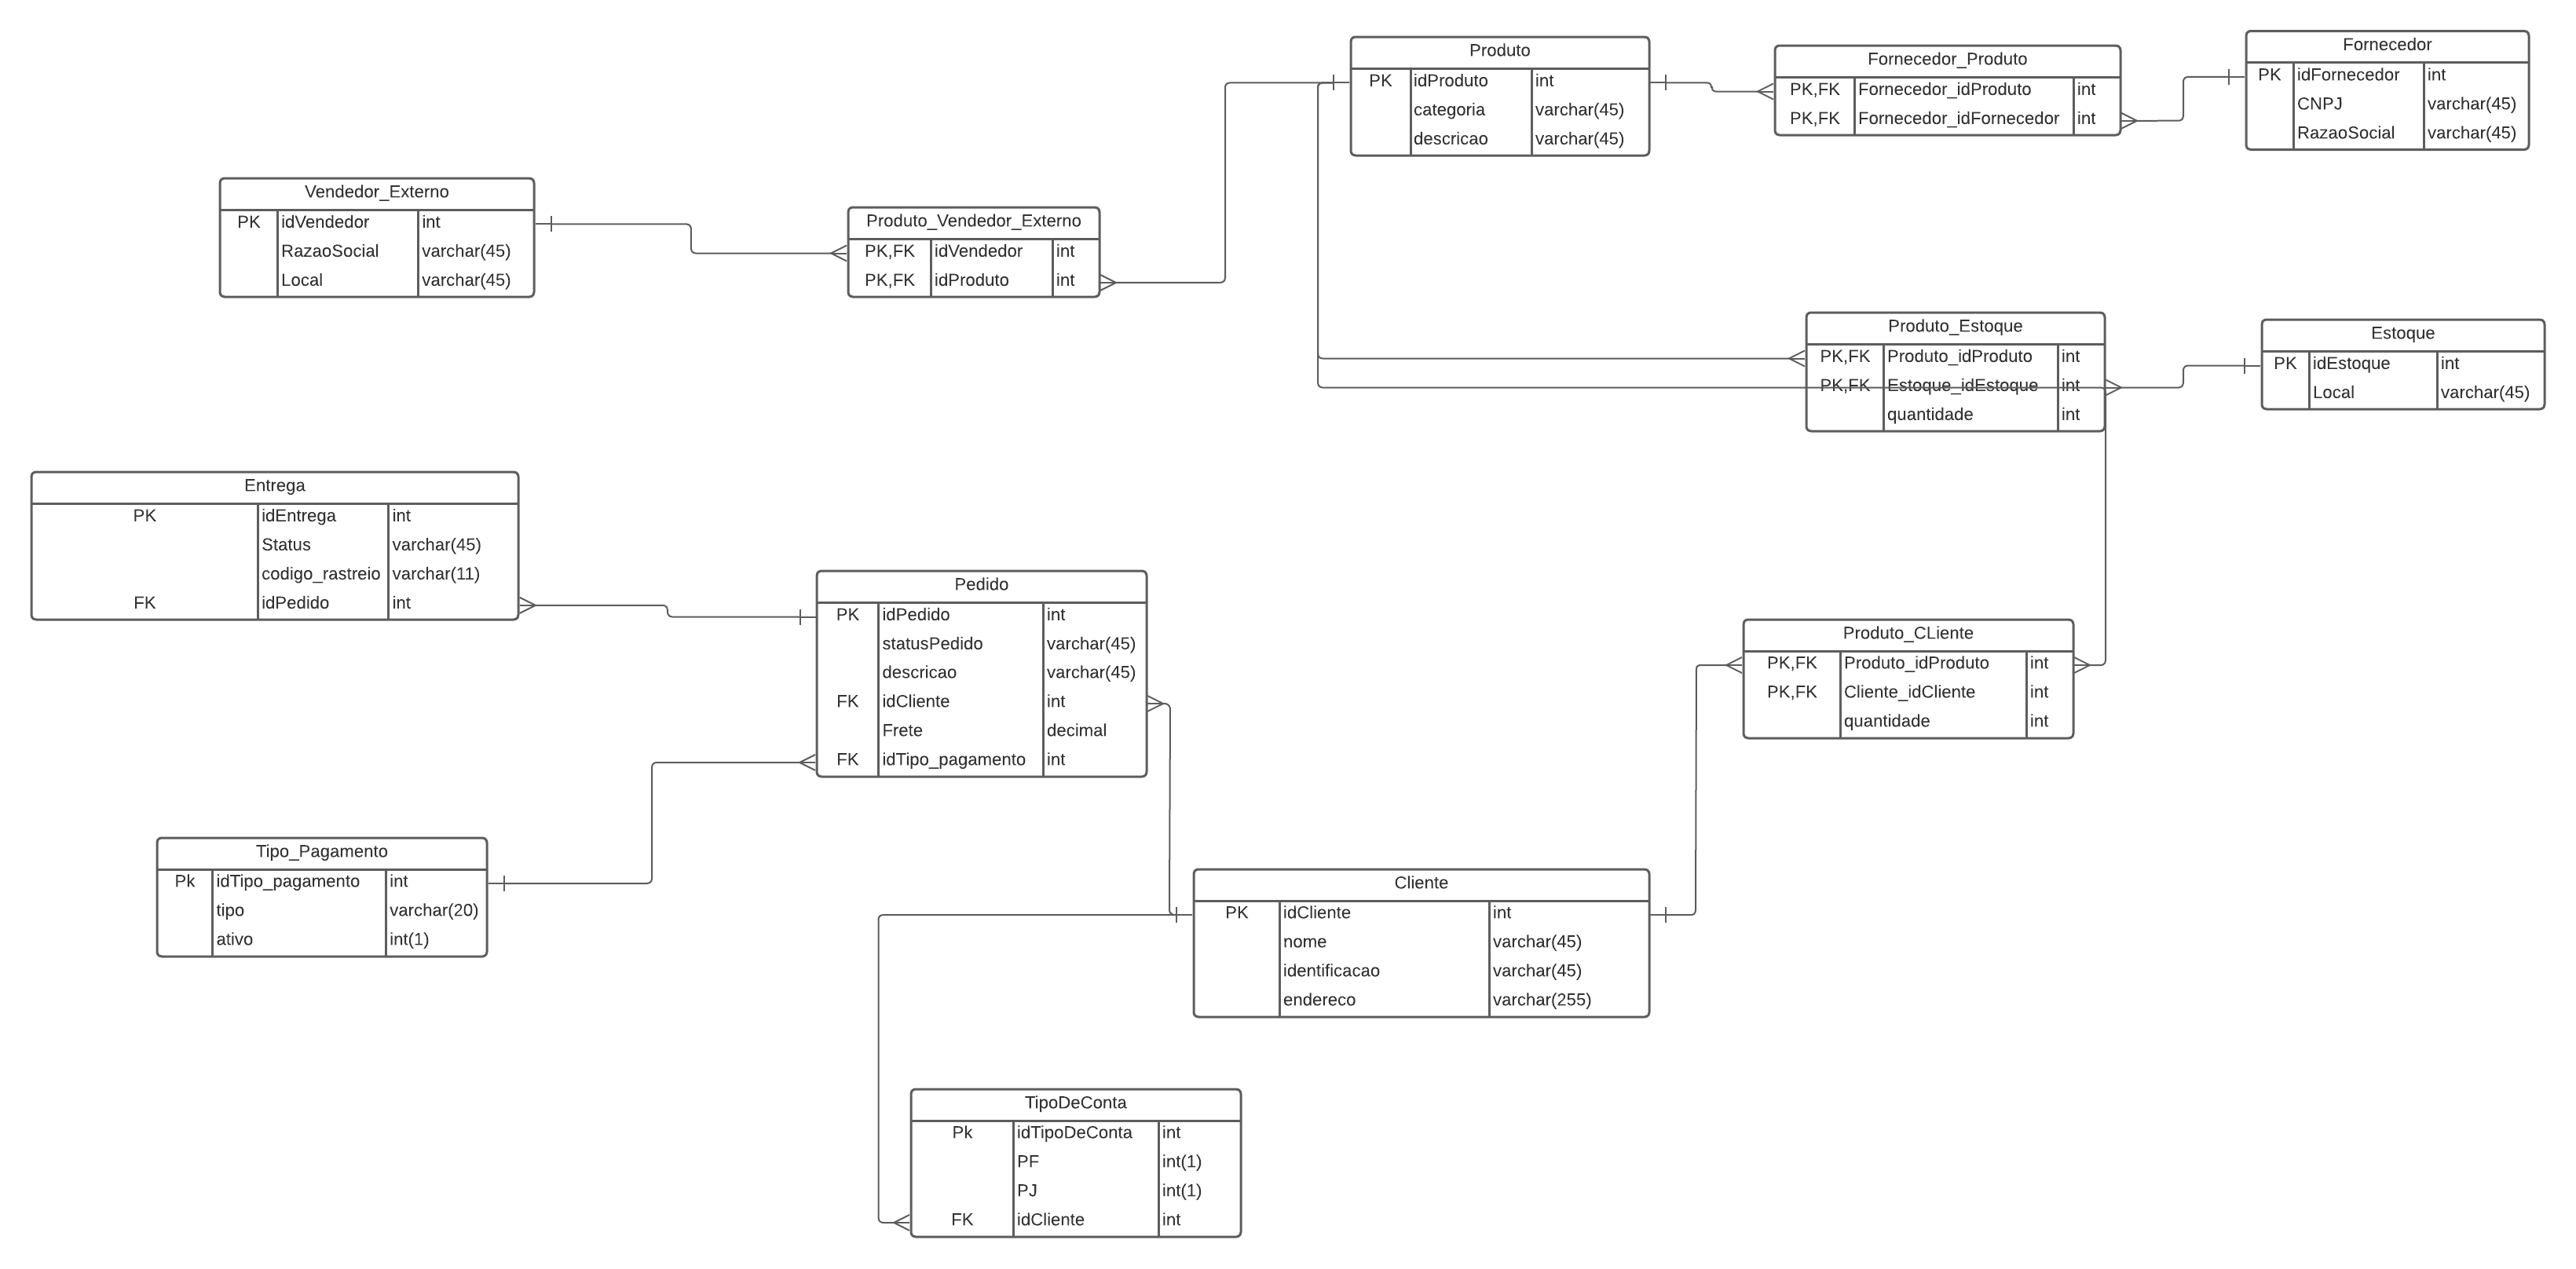 Produto
PK idProduto int
categoria varchar(45)
descricao varchar(45)
Fornecedor_Produto
PK,FK Fornecedor_idProduto int
PK,FK Fornecedor_idFornecedor int
Fornecedor
PK idFornecedor int
CNPJ varchar(45)
RazaoSocial varchar(45)
Vendedor_Externo
PK idVendedor int
RazaoSocial varchar(45)
Local varchar(45)
Produto_Vendedor_Externo
PK,FK idVendedor int
PK,FK idProduto int
Produto_Estoque
PK,FK Produto_idProduto int
PK,FK Estoque_idEstoque int
quantidade int
Estoque
PK idEstoque int
Local varchar(45)
Entrega
PK idEntrega int
Status varchar(45)
codigo_rastreio varchar(11)
FK idPedido int
Pedido
PK idPedido int
statusPedido varchar(45)
descricao varchar(45)
FK idCliente int
Frete decimal
FK idTipo_pagamento int
Produto_CLiente
PK,FK Produto_idProduto int
PK,FK Cliente_idCliente int
quantidade int
Tipo_Pagamento
Pk idTipo_pagamento int
tipo varchar(20)
ativo int(1)
Cliente
PK idCliente int
nome varchar(45)
identificacao varchar(45)
endereco varchar(255)
TipoDeConta
Pk idTipoDeConta int
PF int(1)
PJ int(1)
FK idCliente int